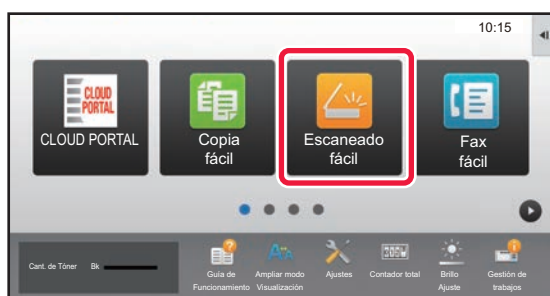 10:15
CLOUD
PORTAL
CLOUD PORTAL
Copia
fácil
Escaneado
fácil
Fax
fácil
Cant. de Tóner Bk
Guía de
Funcionamiento
Ampliar modo
Visualización
Ajustes
Contador total
Brillo
Ajuste
Gestión de
trabajos